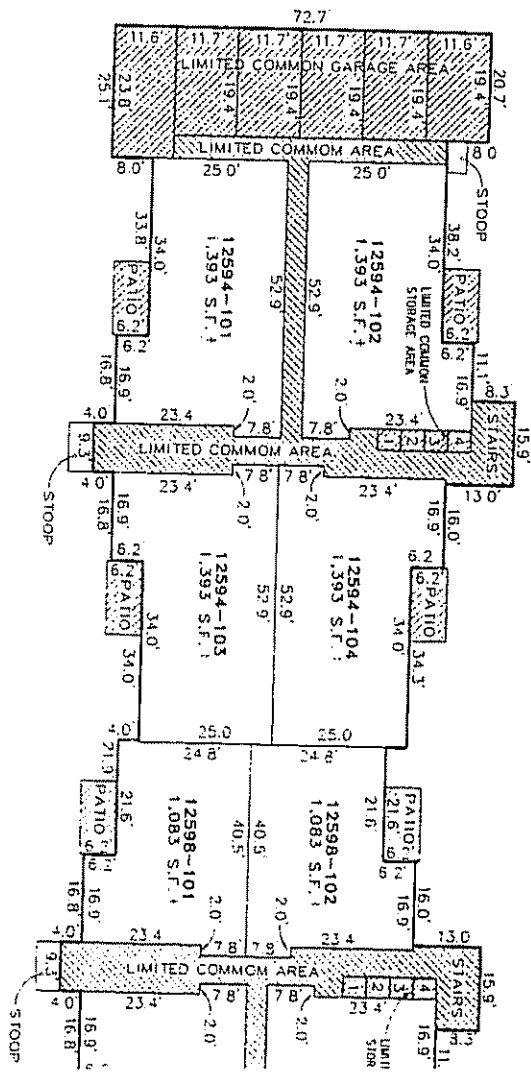 72.7'
11.6' 11.7' 11.7' 11.7' 11.7' 11.6'
LIMITED COMMON GARAGE AREA
25.1' 23.8' 19.4' 19.4' 19.4' 19.4' 19.4' 20.7'
LIMITED COMMOM AREA
8.0
STOOP
8.0' 25.0' 25.0'
33.8' 34.0' 34.0' 38.2'
12594-101
1,393 S.F.±
12594-102
1,393 S.F.±
52.9' 52.9'
PATIO
6.2'
6.2'
PATIO
6.2'
LIMITED COMMON
STORAGE AREA
16.8' 16.9' 16.9' 11.1'
8.3'
4.0' 23.4 2.0' 7.8' 7.8' 2.0' 23.4'
1 2 3 4
STAIRS
15.9'
9.3'
LIMITED COMMOM AREA
STOOP
4.0' 23.4' 2.0' 7.8' 7.8' 2.0' 23.4' 13.0'
16.8' 16.9' 16.9' 16.0'
6.2 6.2'
6.2' 6.2'
PATIO PATIO
12594-103
1,393 S.F.
12594-104
1,393 S.F.
52.9' 52.9'
34.0' 34.0' 34.0' 34.3'
4.0' 25.0 25.0
24.8' 24.8'
21.9' 21.6' 21.6' 21.6'
PATIO PATIO
12598-101
1,083 S.F.
12598-102
1,083 S.F.
40.5' 40.5'
6.2'
16.8' 16.9' 16.9' 16.0'
4.0' 23.4 2.0' 7.8' 7.8 2.0' 23.4 13.0
9.3'
LIMITED COMMOM AREA
1 2 3 4
STAIRS
15.9'
STOOP
4.0' 23.4' 2.0' 7.8' 7.8' 2.0' 23.4'
16.8' 16.9' 16.9' 11.
LIMI
STOR